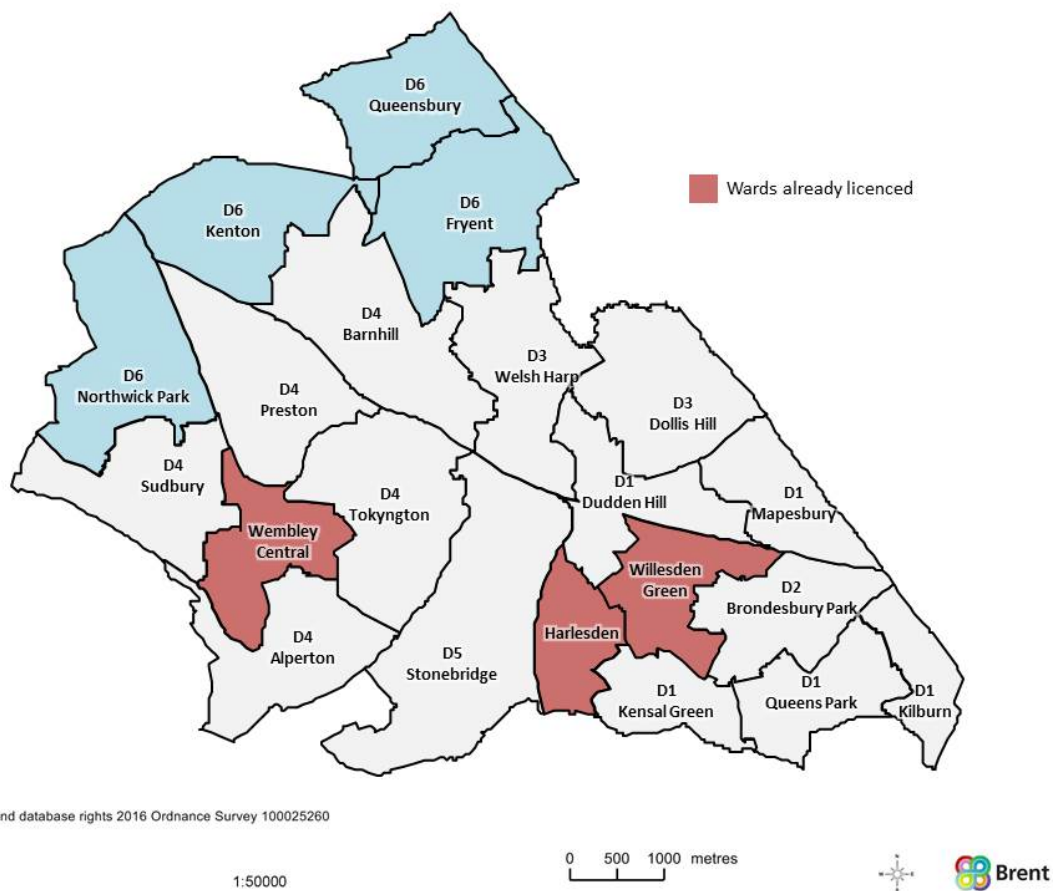 D6
Queensbury
Wards already licenced
D6
Kenton
D6
Fryent
D4
Barnhill
D3
Welsh Harp
D6
Northwick Park
D4
Preston
D3
Dollis Hill
D4
Sudbury
D4
Tokyngton
D1
Dudden Hill
D1
Mapesbury
Wembley
Central
Willesden
Green
D2
Brondesbury Park
D4
Alperton
D5
Stonebridge
Harlesden
D1
Kensal Green
D1
Queens Park
D1
Kilburn
nd database rights 2016 Ordnance Survey 100025260
1:50000
0 500 1000 metres
Brent